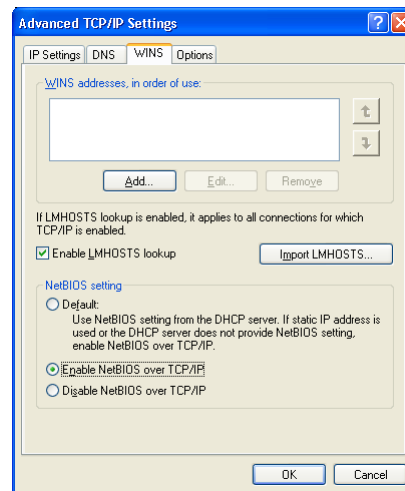 Advanced TCP/IP Settings
IP Settings DNS WINS Options
WINS addresses, in order of use:
Add... Edit... Remove
If LMHOSTS lookup is enabled, it applies to all connections for which
TCP/IP is enabled.
Enable LMHOSTS lookup Import LMHOSTS...
NetBIOS setting
Default:
Use NetBIOS setting from the DHCP server. If static IP address is
used or the DHCP server does not provide NetBIOS setting,
enable NetBIOS over TCP/IP.
Enable NetBIOS over TCP/IP
Disable NetBIOS over TCP/IP
OK Cancel